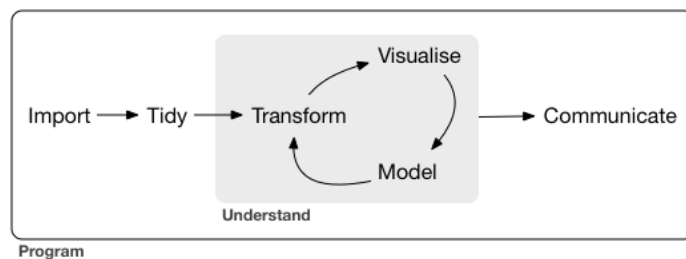 Visualise
Import Tidy Transform Communicate
Model
Understand
Program